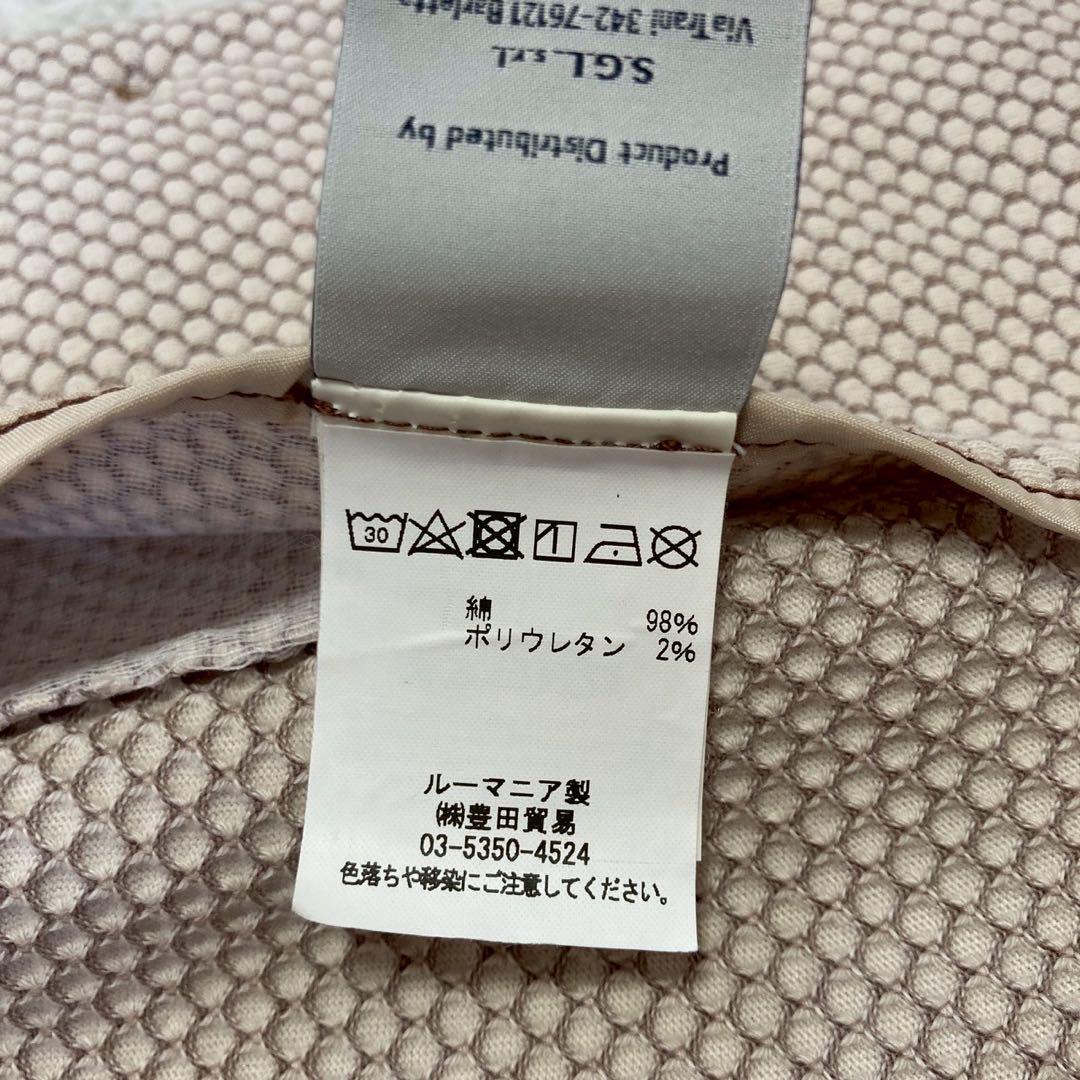 Product Distributed by
S.G.L. s.r.l.
Via Trani 342-76121 Barletta
30
綿 98%
ポリウレタン 2%
ルーマニア製
㈱豊田貿易
03-5350-4524
色落ちや移染にご注意してください。